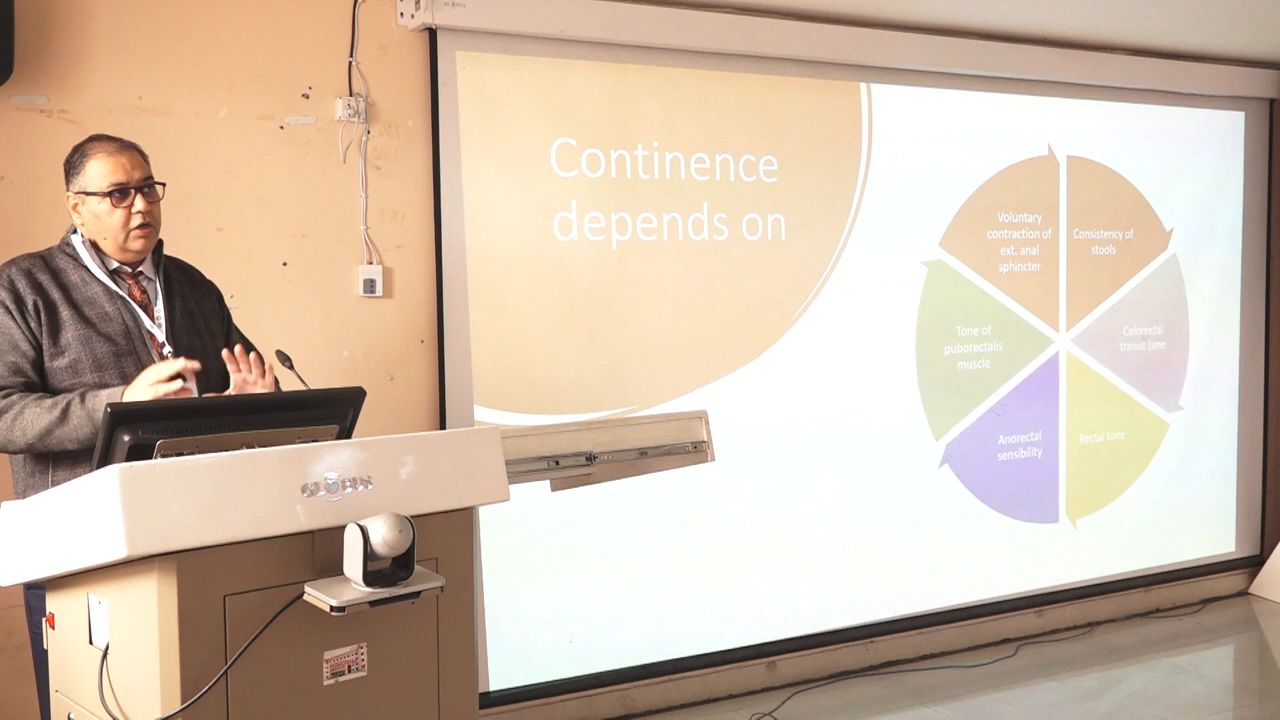 Continence
depends on
Voluntary
contraction of
ext. anal
sphincter
Consistency of
stools
Colorectal
transit time
Rectal tone
Anorectal
sensibility
Tone of
puborectalis
muscle
GLOBUS